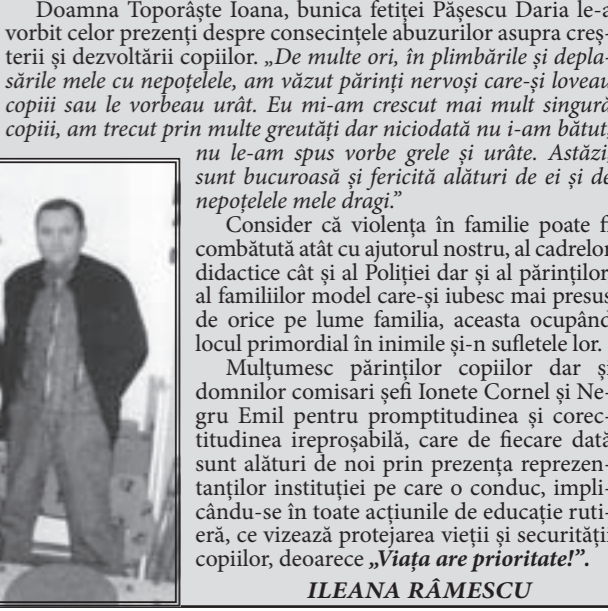 Doamna Toporâște Ioana, bunica fetiței Pășescu Daria le-a
vorbit celor prezenți despre consecințele abuzurilor asupra creș-
terii și dezvoltării copiilor. „De multe ori, în plimbările și depla-
sările mele cu nepoțelele, am văzut părinți nervoși care-și loveau
copiii sau le vorbeau urât. Eu mi-am crescut mai mult singură
copiii, am trecut prin multe greutăți dar niciodată nu i-am bătut,
nu le-am spus vorbe grele și urâte. Astăzi,
sunt bucuroasă și fericită alături de ei și de
nepoțelele mele dragi.”
Consider că violența în familie poate fi
combătută atât cu ajutorul nostru, al cadrelor
didactice cât și al Poliției dar și al părinților,
al familiilor model care-și iubesc mai presus
de orice pe lume familia, aceasta ocupând
locul primordial în inimile și-n sufletele lor.
Mulțumesc părinților copiilor dar și
domnilor comisari șefi Ionete Cornel și Ne-
gru Emil pentru promptitudinea și corec-
titudinea ireproșabilă, care de fiecare dată
sunt alături de noi prin prezența reprezen-
tanților instituției pe care o conduc, impli-
cându-se în toate acțiunile de educație ruti-
eră, ce vizează protejarea vieții și securității
copiilor, deoarece „Viața are prioritate!”.
ILEANA RÂMESCU